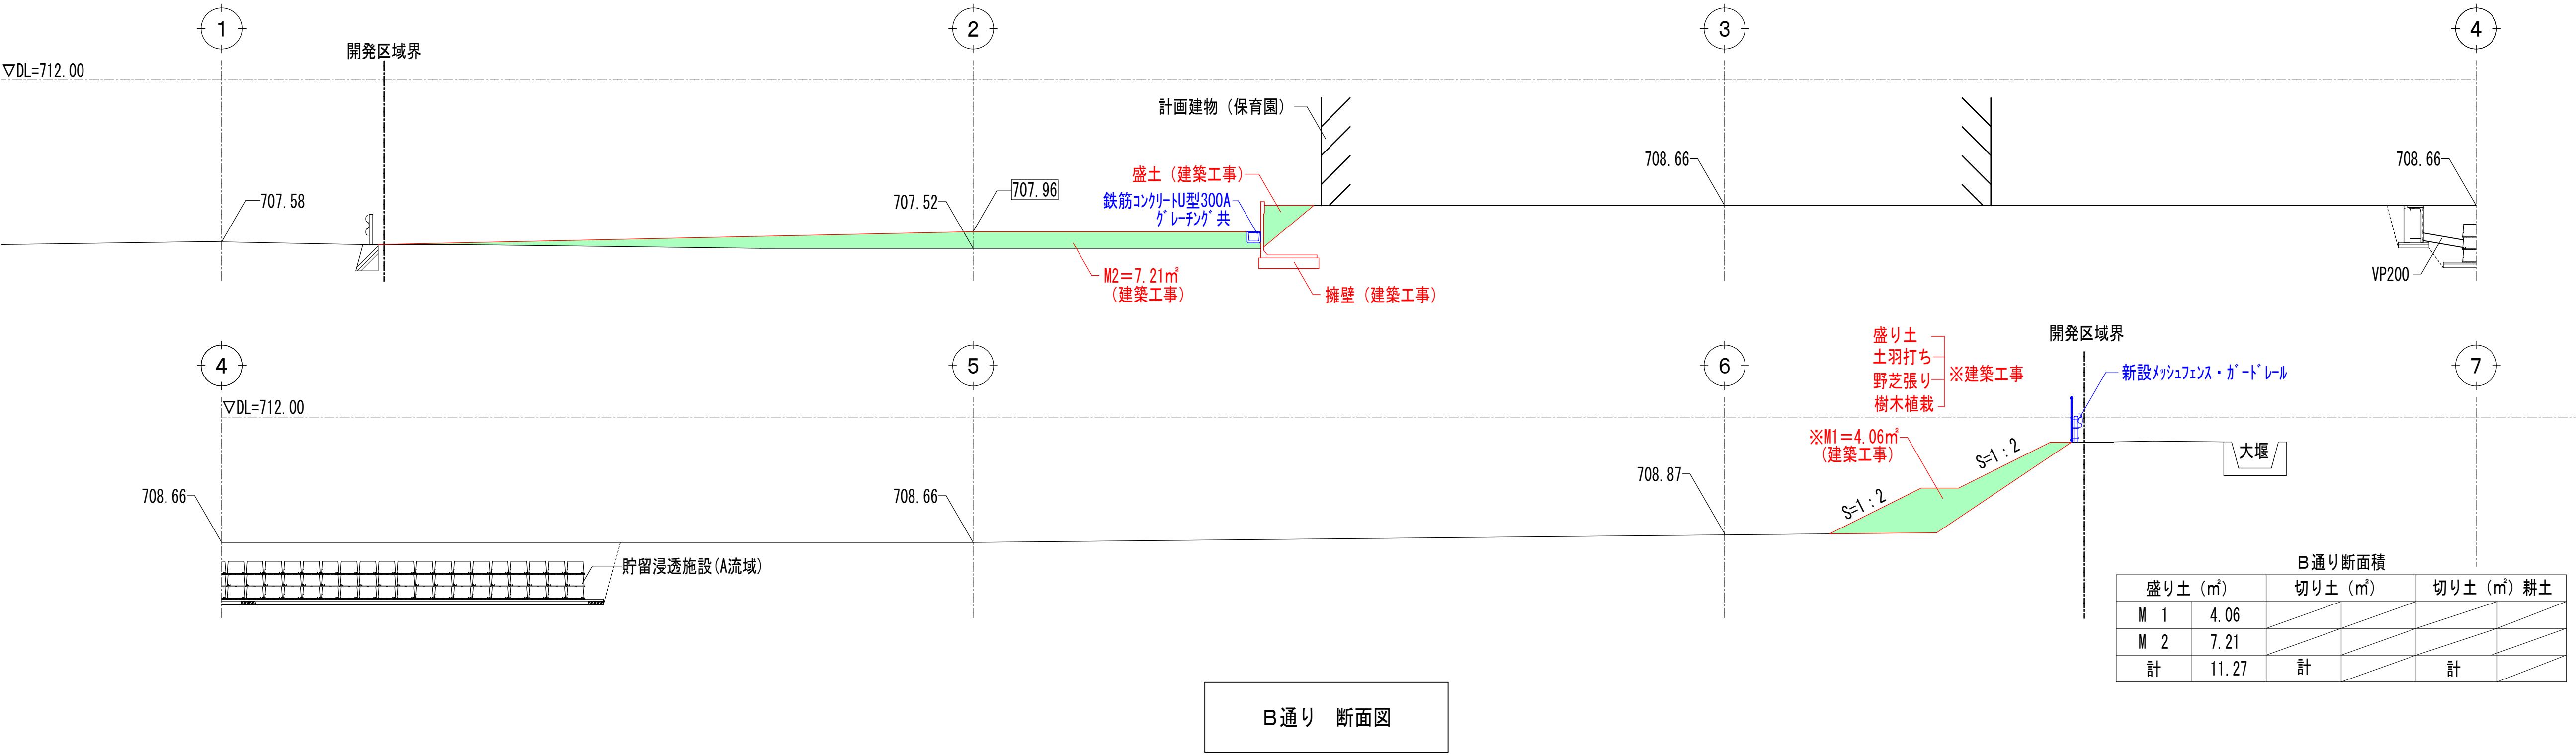 1
2
3
4
開発区域界
▽DL=712.00
計画建物（保育園）
708.66
708.66
盛土（建築工事）
707.96
鉄筋ｺﾝｸﾘｰﾄU型300A
ｸﾞﾚｰﾁﾝｸﾞ共
707.58
707.52
M2＝7.21㎡
（建築工事）
擁壁（建築工事）
VP200
4
5
6
7
開発区域界
盛り土
土羽打ち
野芝張り
樹木植栽
※建築工事
新設ﾒｯｼｭﾌｪﾝｽ・ｶﾞｰﾄﾞﾚｰﾙ
▽DL=712.00
※M1＝4.06㎡
（建築工事）
S=1：2
大堰
708.66
708.66
708.87
S=1：2
貯留浸透施設(A流域)
B通り断面積
盛り土（㎡） 切り土（㎡） 切り土（㎡）耕土
M 1 4.06
M 2 7.21
計 11.27 計 計
B通り 断面図